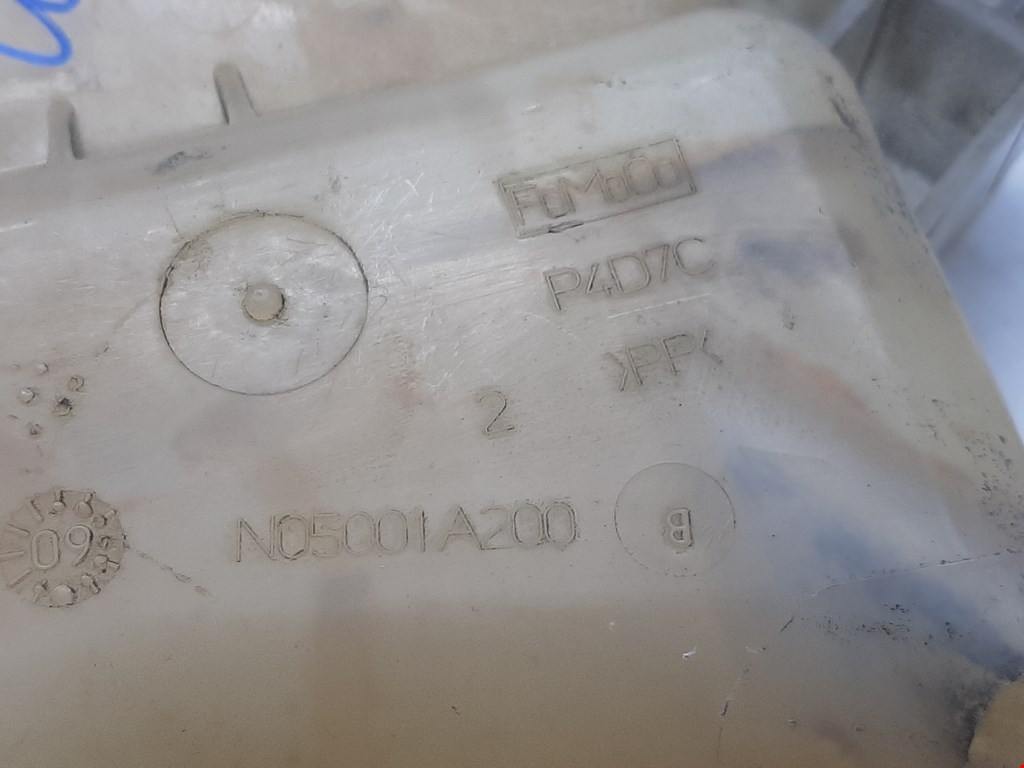 FoMoCo
P4D7C
>PP<
2
N05001A200
B
09